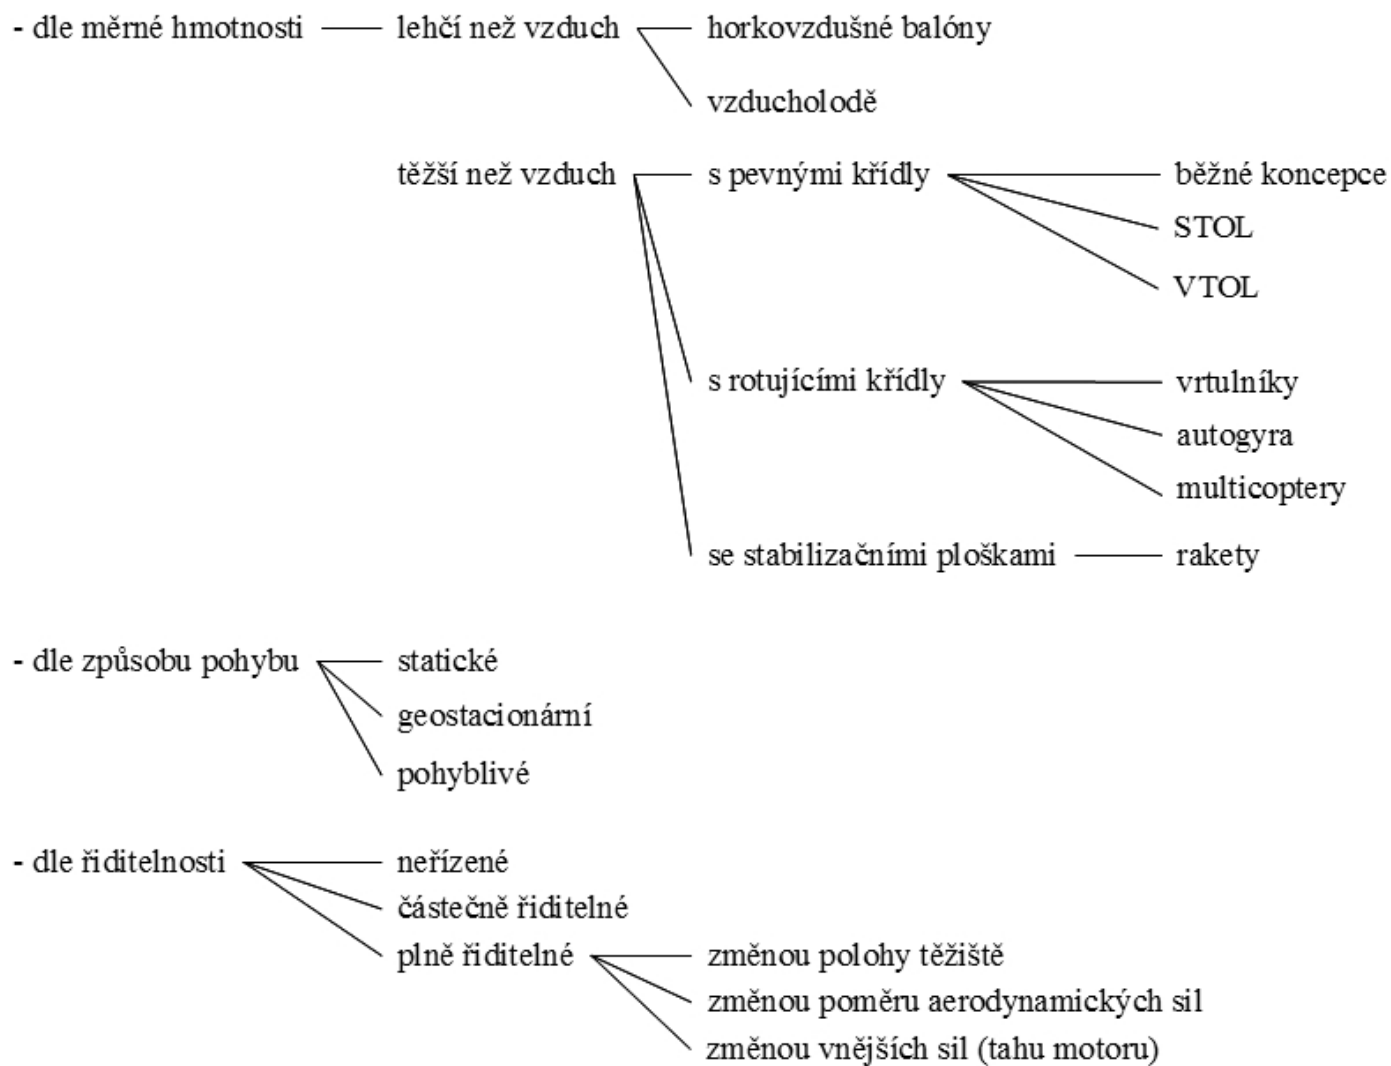 - dle měrné hmotnosti lehčí než vzduch horkovzdušné balóny
vzducholodě
těžší než vzduch s pevnými křídly běžné koncepce
STOL
VTOL
s rotujícími křídly vrtulníky
autogyra
multicoptery
se stabilizačními ploškami rakety
- dle způsobu pohybu statické
geostacionární
pohyblivé
- dle řiditelnosti neřízené
částečně řiditelné
plně řiditelné změnou polohy těžiště
změnou poměru aerodynamických sil
změnou vnějších sil (tahu motoru)